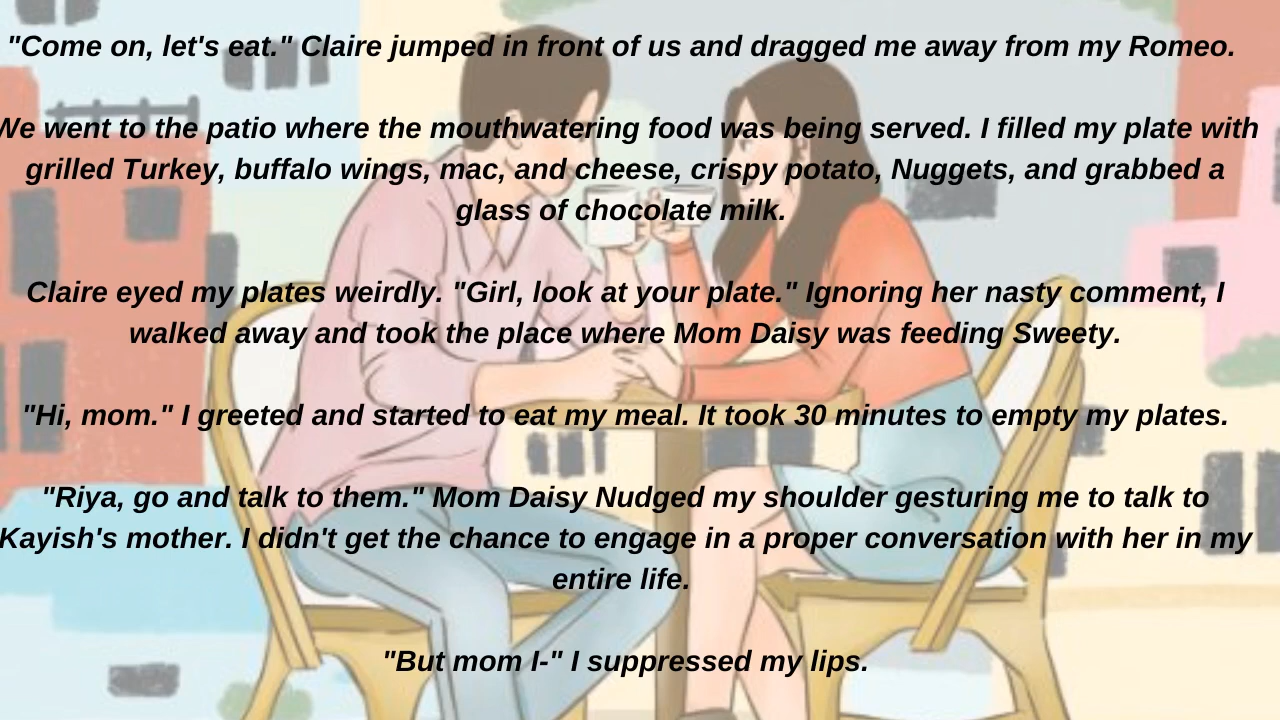 "Come on, let's eat." Claire jumped in front of us and dragged me away from my Romeo.
We went to the patio where the mouthwatering food was being served. I filled my plate with
grilled Turkey, buffalo wings, mac, and cheese, crispy potato, Nuggets, and grabbed a
glass of chocolate milk.
Claire eyed my plates weirdly. "Girl, look at your plate." Ignoring her nasty comment, I
walked away and took the place where Mom Daisy was feeding Sweety.
"Hi, mom." I greeted and started to eat my meal. It took 30 minutes to empty my plates.
"Riya, go and talk to them." Mom Daisy Nudged my shoulder gesturing me to talk to
Kayish's mother. I didn't get the chance to engage in a proper conversation with her in my
entire life.
"But mom I-" I suppressed my lips.